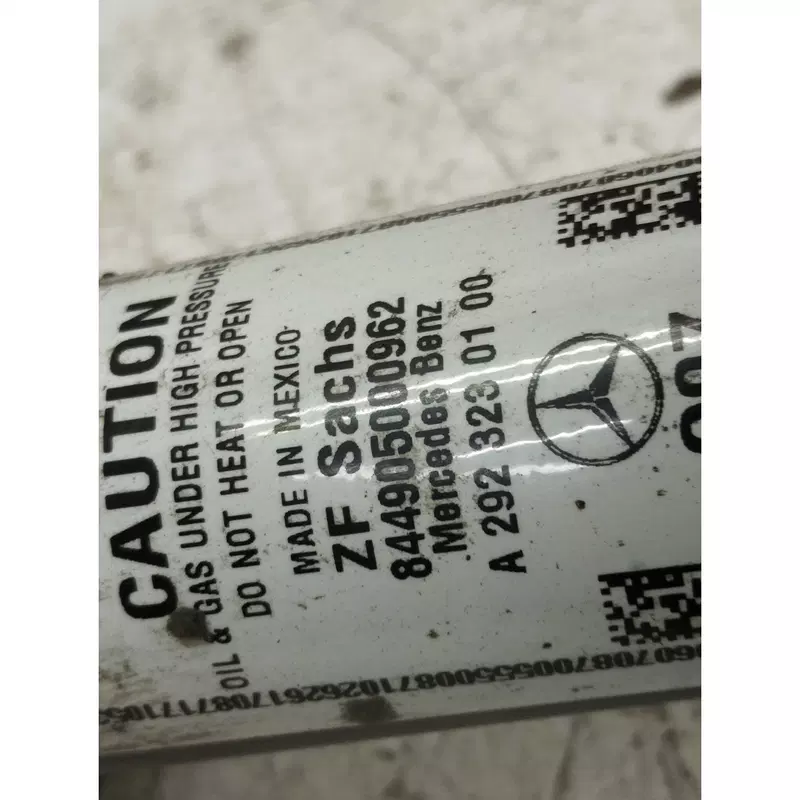 CAUTION
OIL & GAS UNDER HIGH PRESSURE
DO NOT HEAT OR OPEN
MADE IN MEXICO
ZF Sachs
844905000962
Mercedes Benz
A 292 323 01 00